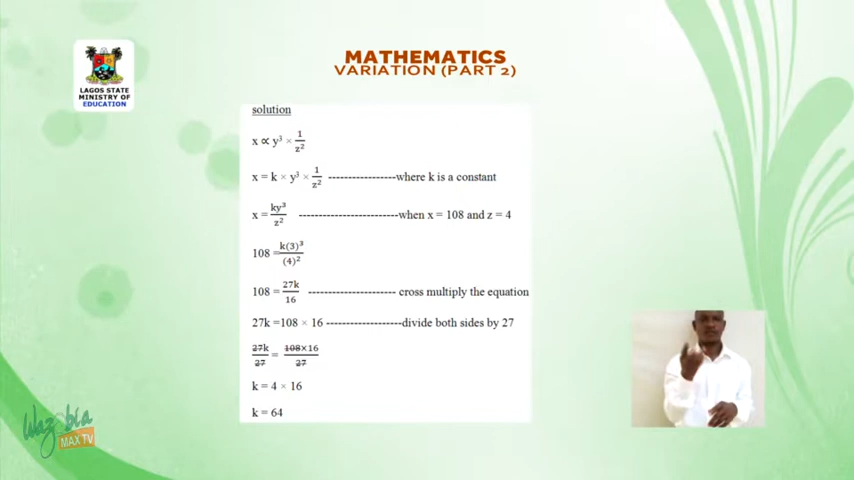 MATHEMATICS
VARIATION (PART 2)
LAGOS STATE
MINISTRY OF
EDUCATION
solution
x ∝ y³ × 1/z²
x = k × y³ × 1/z² -----------------where k is a constant
x = ky³/z² -------------------------when x = 108 and z = 4
108 = k(3)³/(4)²
108 = 27k/16 ---------------------- cross multiply the equation
27k =108 × 16 -------------------divide both sides by 27
27k/27 = 108×16/27
k = 4 × 16
k = 64
Wazobia
MAX TV